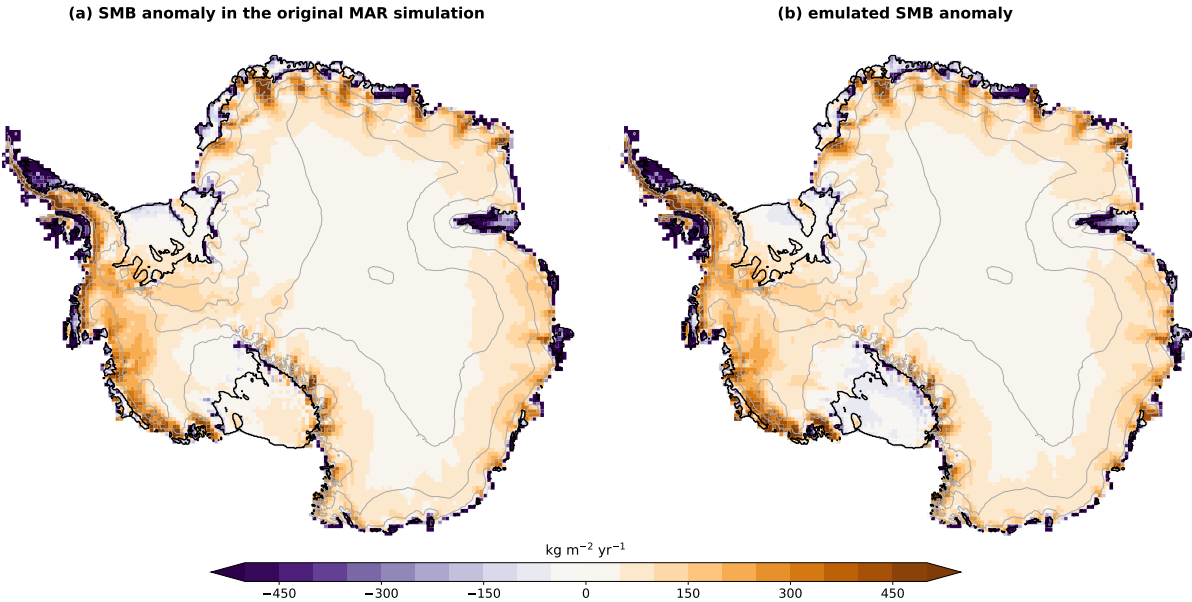 (a) SMB anomaly in the original MAR simulation
(b) emulated SMB anomaly
kg m⁻² yr⁻¹
−450 −300 −150 0 150 300 450